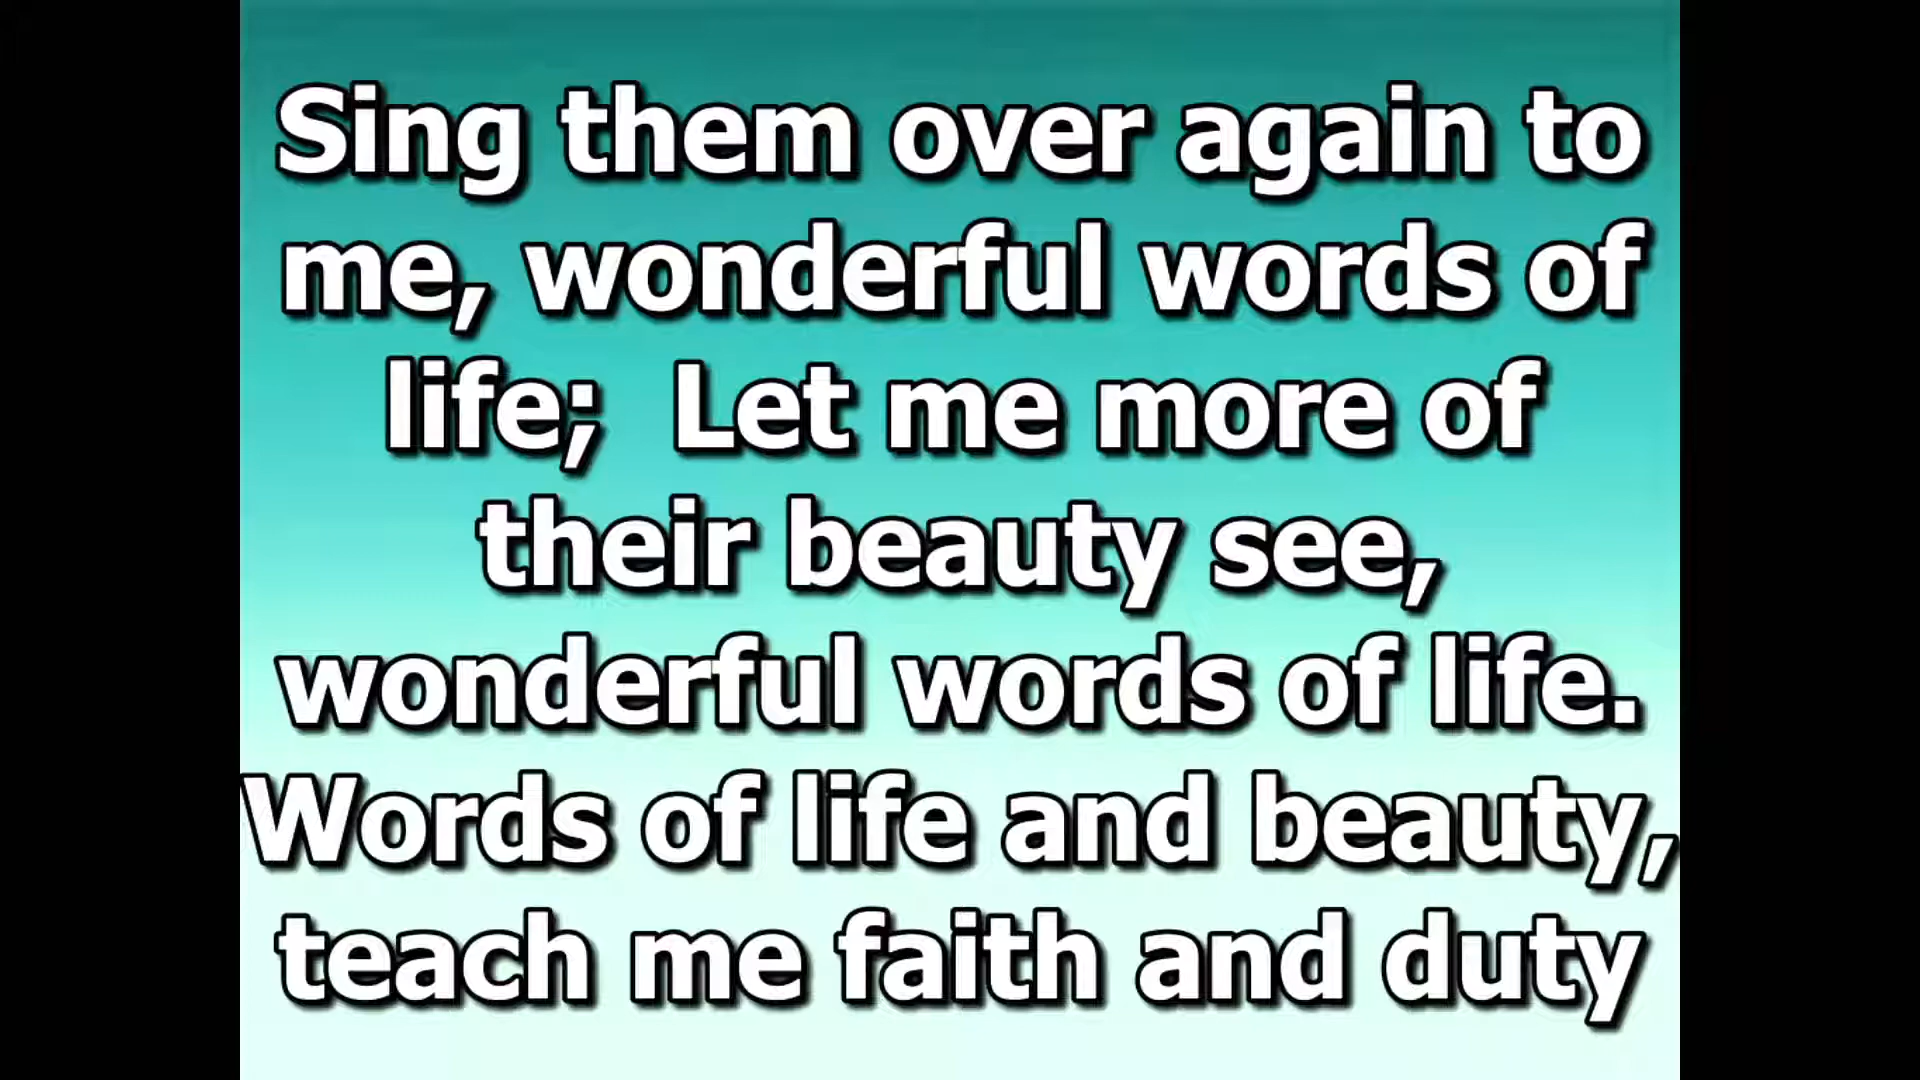 Sing them over again to
me, wonderful words of
life;  Let me more of
their beauty see,
wonderful words of life.
Words of life and beauty,
teach me faith and duty